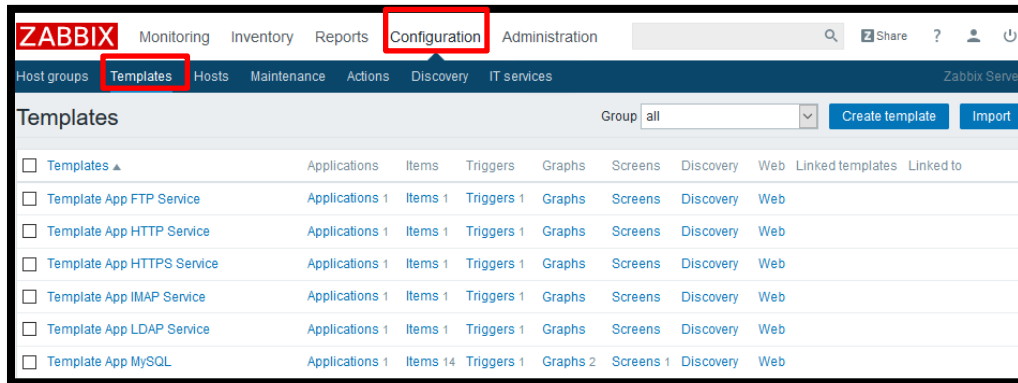 ZABBIX Monitoring Inventory Reports Configuration Administration Share ?
Host groups Templates Hosts Maintenance Actions Discovery IT services Zabbix Serve
Templates Group all Create template Import
Templates ▲ Applications Items Triggers Graphs Screens Discovery Web Linked templates Linked to
Template App FTP Service Applications 1 Items 1 Triggers 1 Graphs Screens Discovery Web
Template App HTTP Service Applications 1 Items 1 Triggers 1 Graphs Screens Discovery Web
Template App HTTPS Service Applications 1 Items 1 Triggers 1 Graphs Screens Discovery Web
Template App IMAP Service Applications 1 Items 1 Triggers 1 Graphs Screens Discovery Web
Template App LDAP Service Applications 1 Items 1 Triggers 1 Graphs Screens Discovery Web
Template App MySQL Applications 1 Items 14 Triggers 1 Graphs 2 Screens 1 Discovery Web